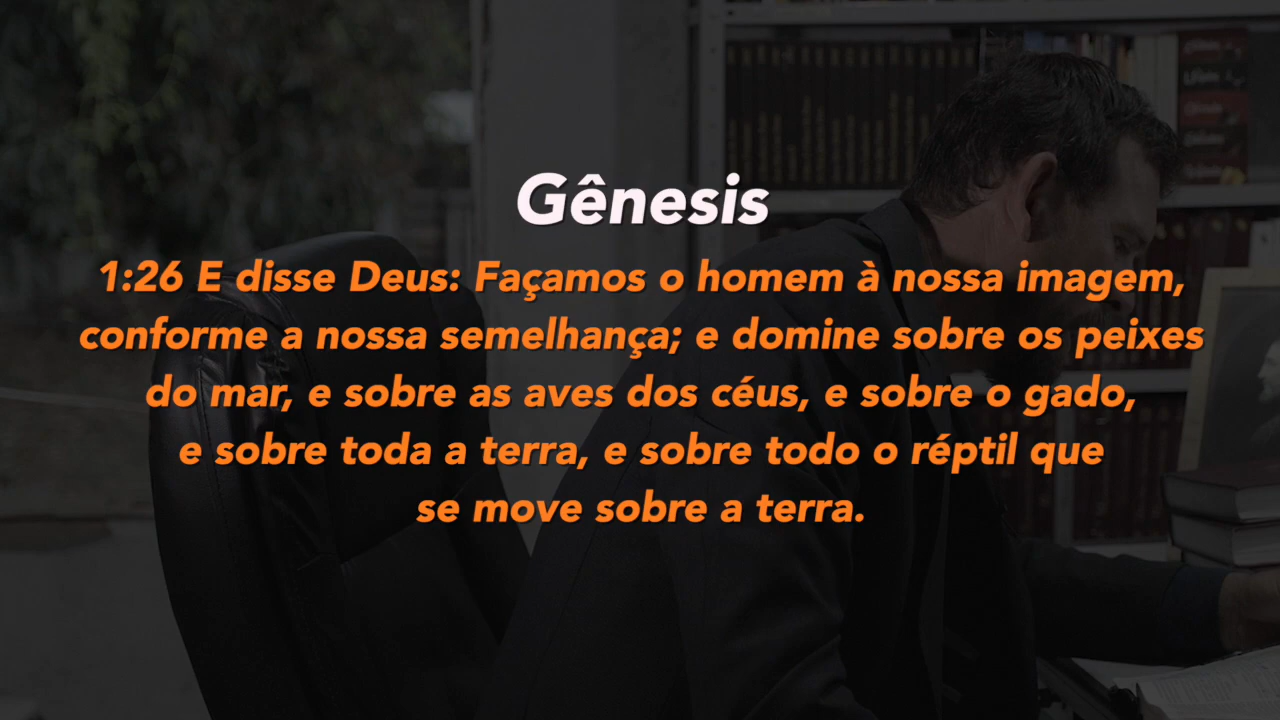 Gênesis
1:26 E disse Deus: Façamos o homem à nossa imagem,
conforme a nossa semelhança; e domine sobre os peixes
do mar, e sobre as aves dos céus, e sobre o gado,
e sobre toda a terra, e sobre todo o réptil que
se move sobre a terra.